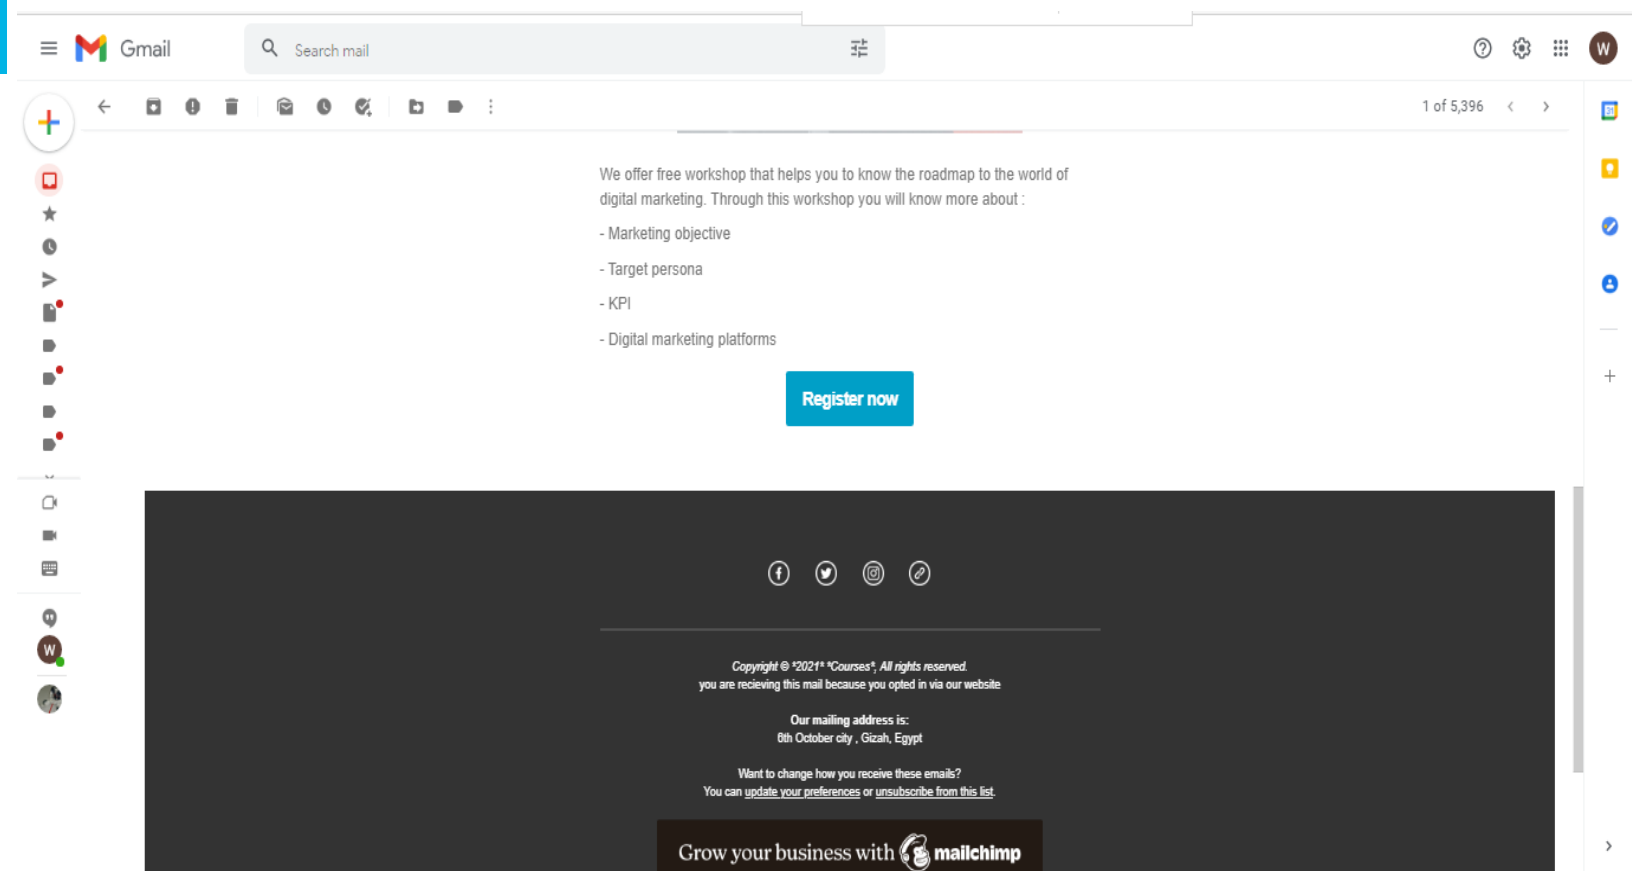 Gmail
Search mail
W
1 of 5,396
We offer free workshop that helps you to know the roadmap to the world of
digital marketing. Through this workshop you will know more about :
- Marketing objective
- Target persona
- KPI
- Digital marketing platforms
Register now
W
Copyright © *2021* *Courses*, All rights reserved.
you are recieving this mail because you opted in via our website
Our mailing address is:
6th October city , Gizah, Egypt
Want to change how you receive these emails?
You can update your preferences or unsubscribe from this list.
Grow your business with mailchimp